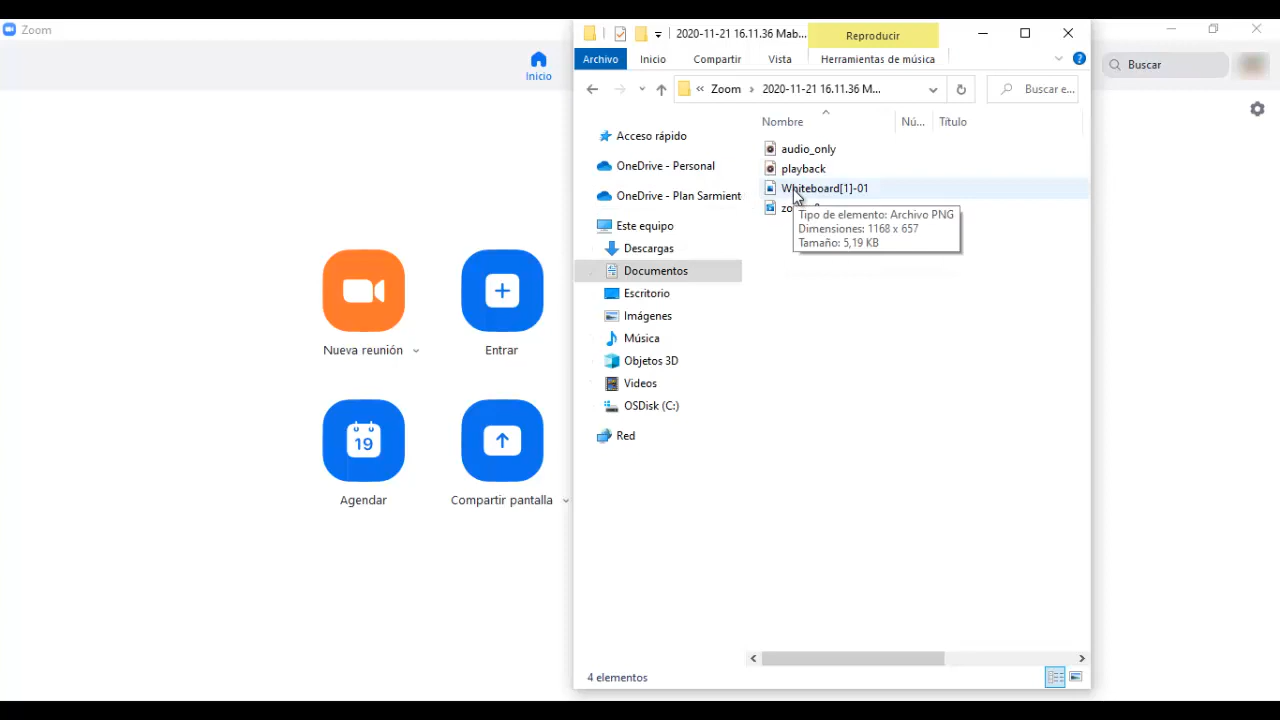 Zoom
Inicio
Nueva reunión
Entrar
19
Agendar
Compartir pantalla
2020-11-21 16.11.36 Mab...
Reproducir
Archivo
Inicio
Compartir
Vista
Herramientas de música
?
« Zoom > 2020-11-21 16.11.36 M...
Buscar e...
Buscar
Nombre
Nú...
Título
Acceso rápido
OneDrive - Personal
OneDrive - Plan Sarmient
Este equipo
Descargas
Documentos
Escritorio
Imágenes
Música
Objetos 3D
Videos
OSDisk (C:)
Red
audio_only
playback
Whiteboard[1]-01
Tipo de elemento: Archivo PNG
Dimensiones: 1168 x 657
Tamaño: 5,19 KB
4 elementos